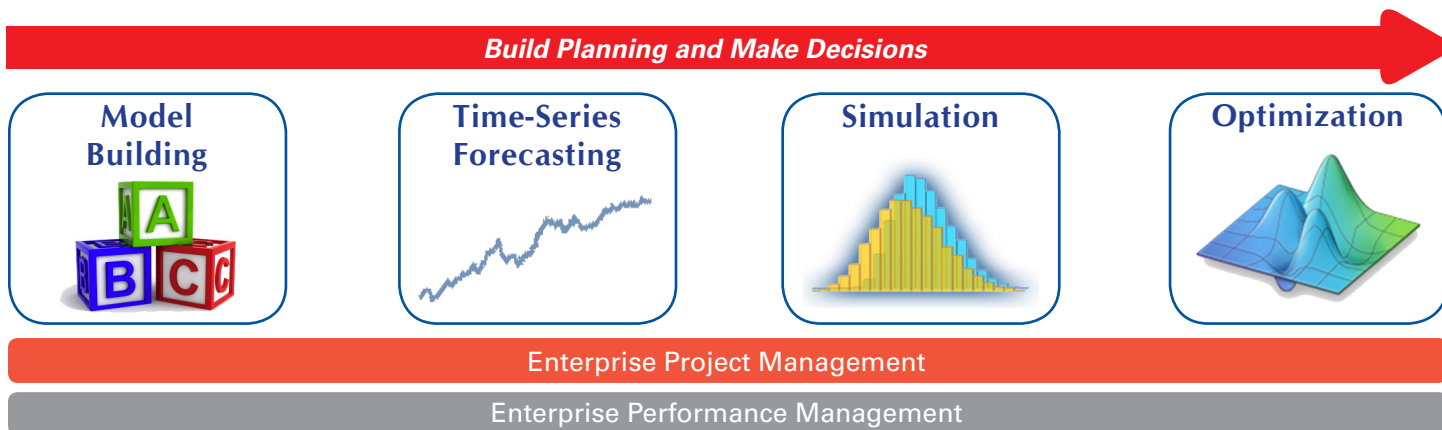 Build Planning and Make Decisions
Model
Building
Time-Series
Forecasting
Simulation
Optimization
A
A
B
B
C
C
Enterprise Project Management
Enterprise Performance Management